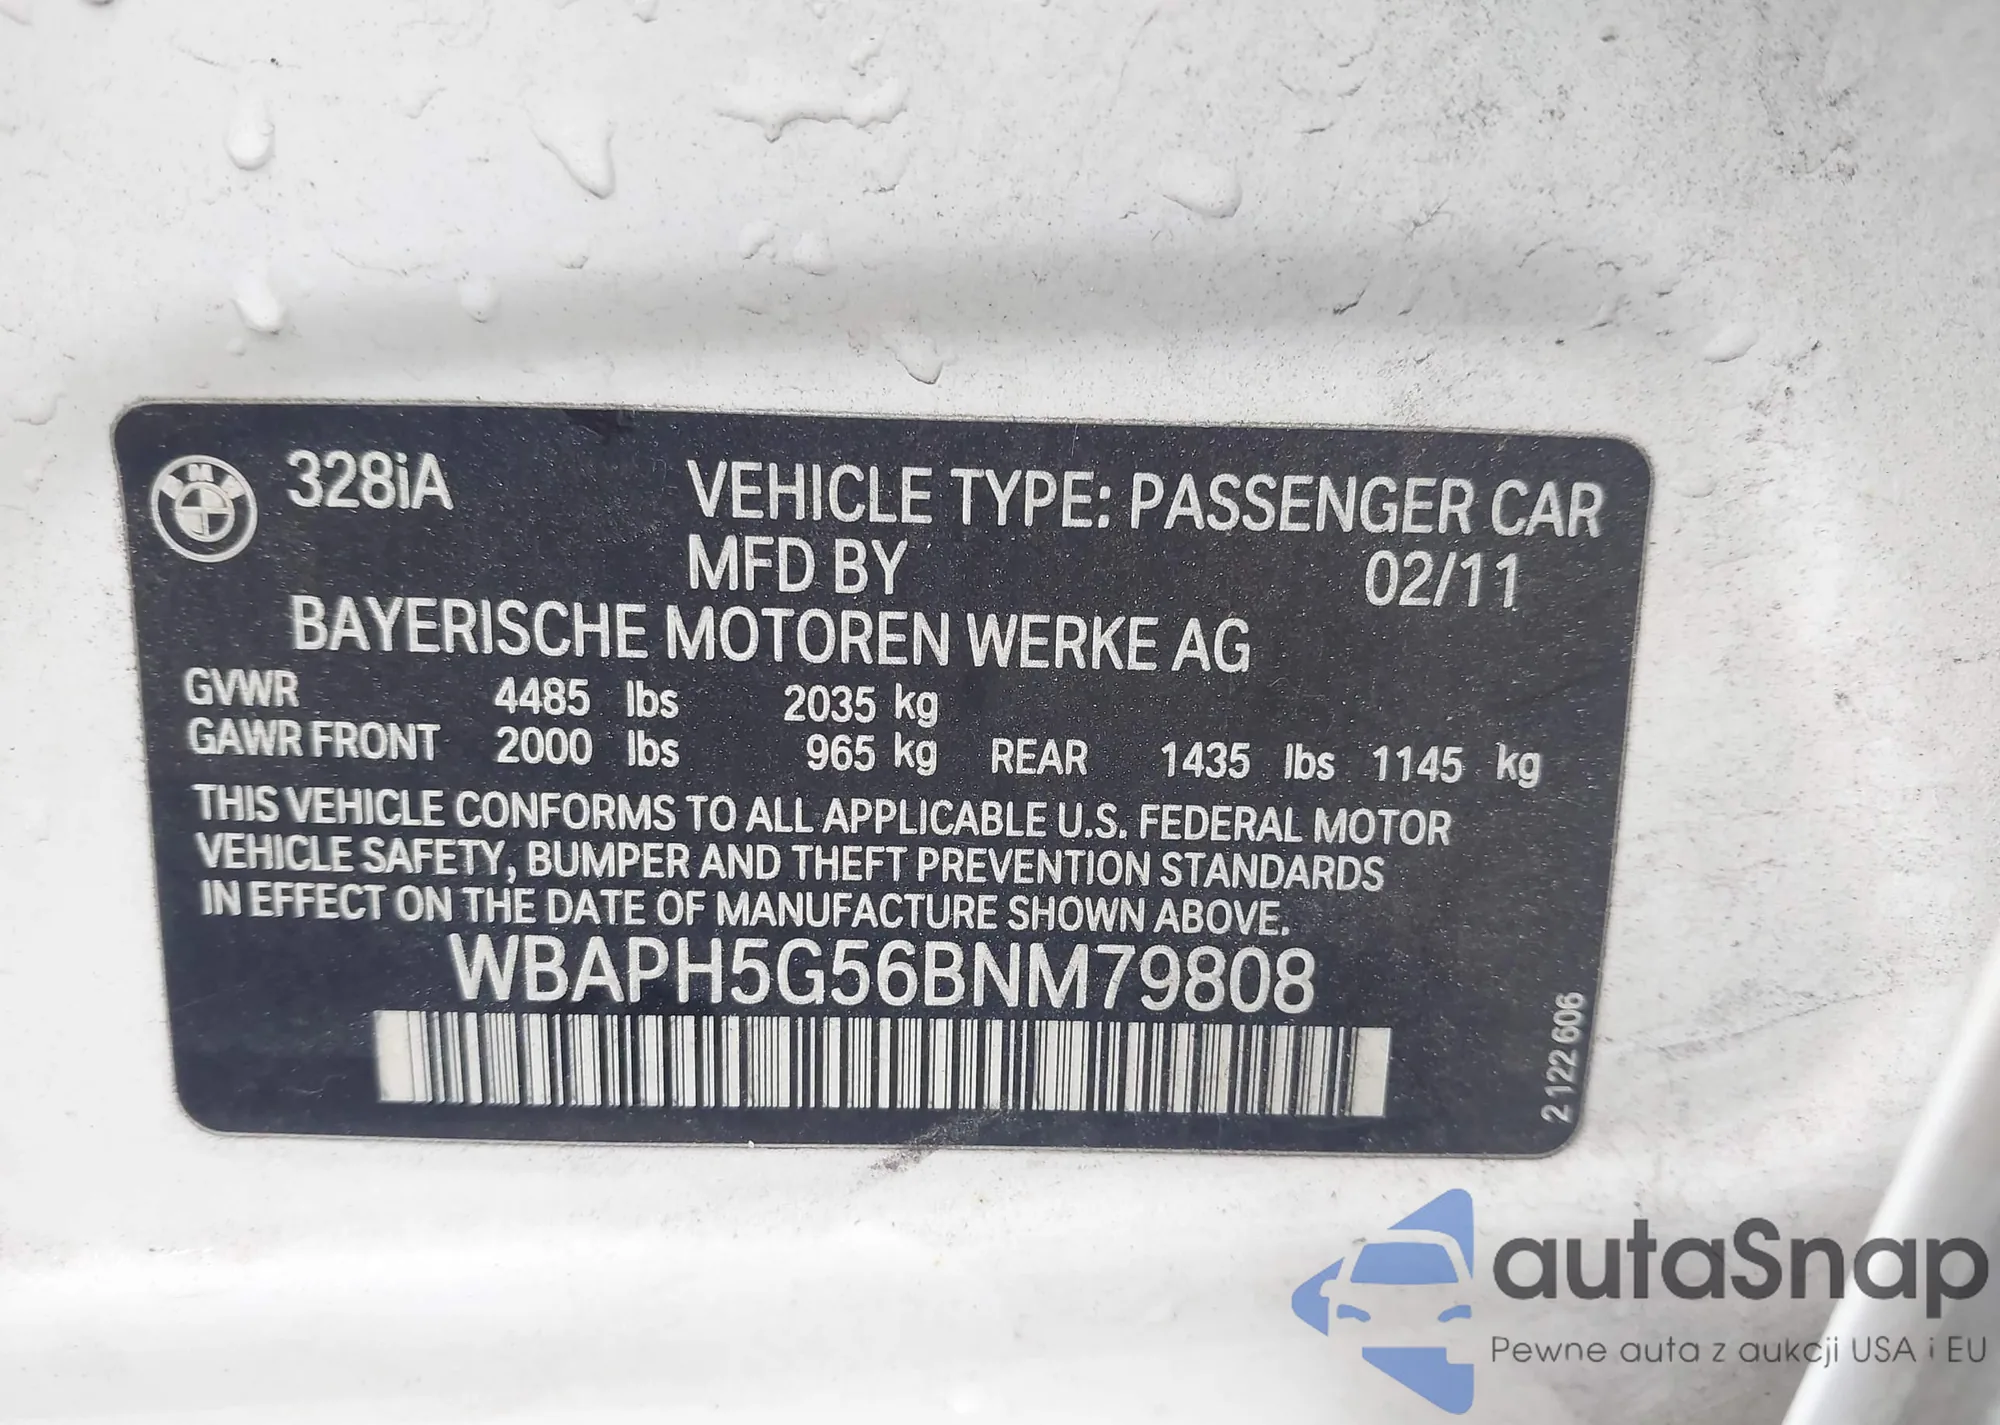 BMW
328iA
VEHICLE TYPE: PASSENGER CAR
MFD BY 02/11
BAYERISCHE MOTOREN WERKE AG
GVWR 4485 lbs 2035 kg
GAWR FRONT 2000 lbs 965 kg REAR 1435 lbs 1145 kg
THIS VEHICLE CONFORMS TO ALL APPLICABLE U.S. FEDERAL MOTOR
VEHICLE SAFETY, BUMPER AND THEFT PREVENTION STANDARDS
IN EFFECT ON THE DATE OF MANUFACTURE SHOWN ABOVE.
WBAPH5G56BNM79808
2 122 606
autaSnap
Pewne auta z aukcji USA i EU